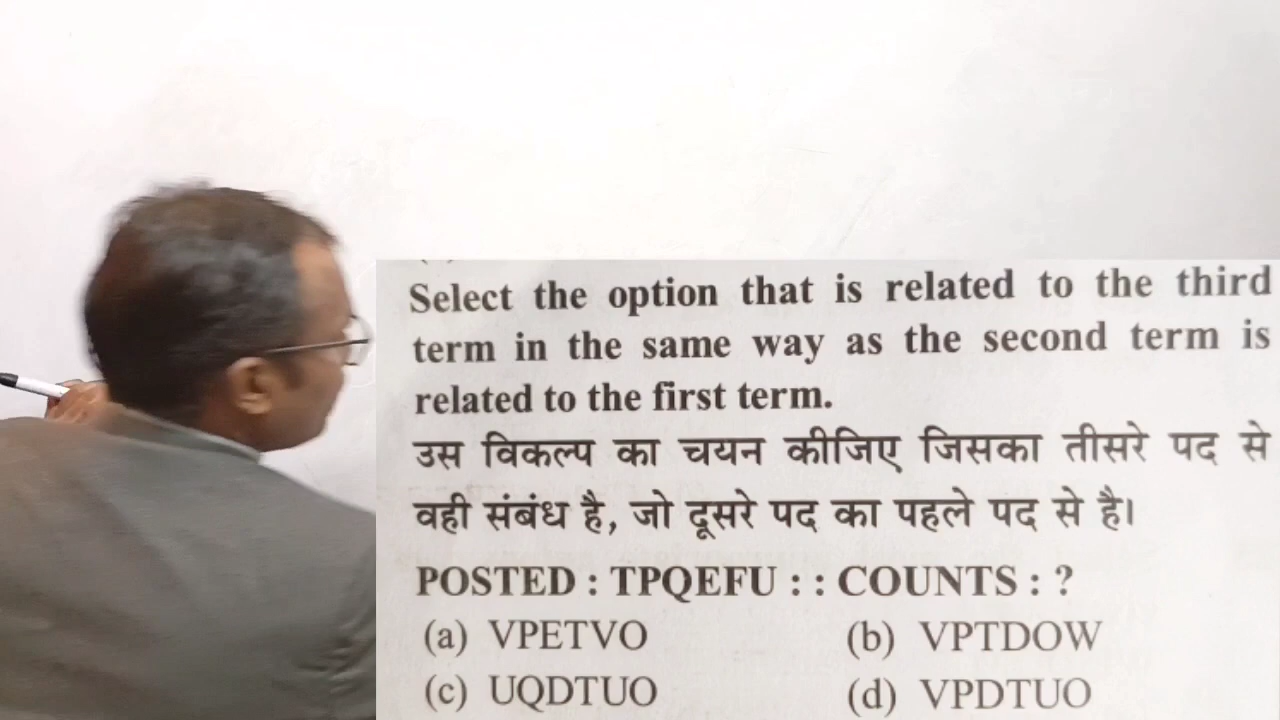 Select the option that is related to the third
term in the same way as the second term is
related to the first term.
उस विकल्प का चयन कीजिए जिसका तीसरे पद से
वही संबंध है, जो दूसरे पद का पहले पद से है।
POSTED : TPQEFU : : COUNTS : ?
(a) VPETVO (b) VPTDOW
(c) UQDTUO (d) VPDTUO